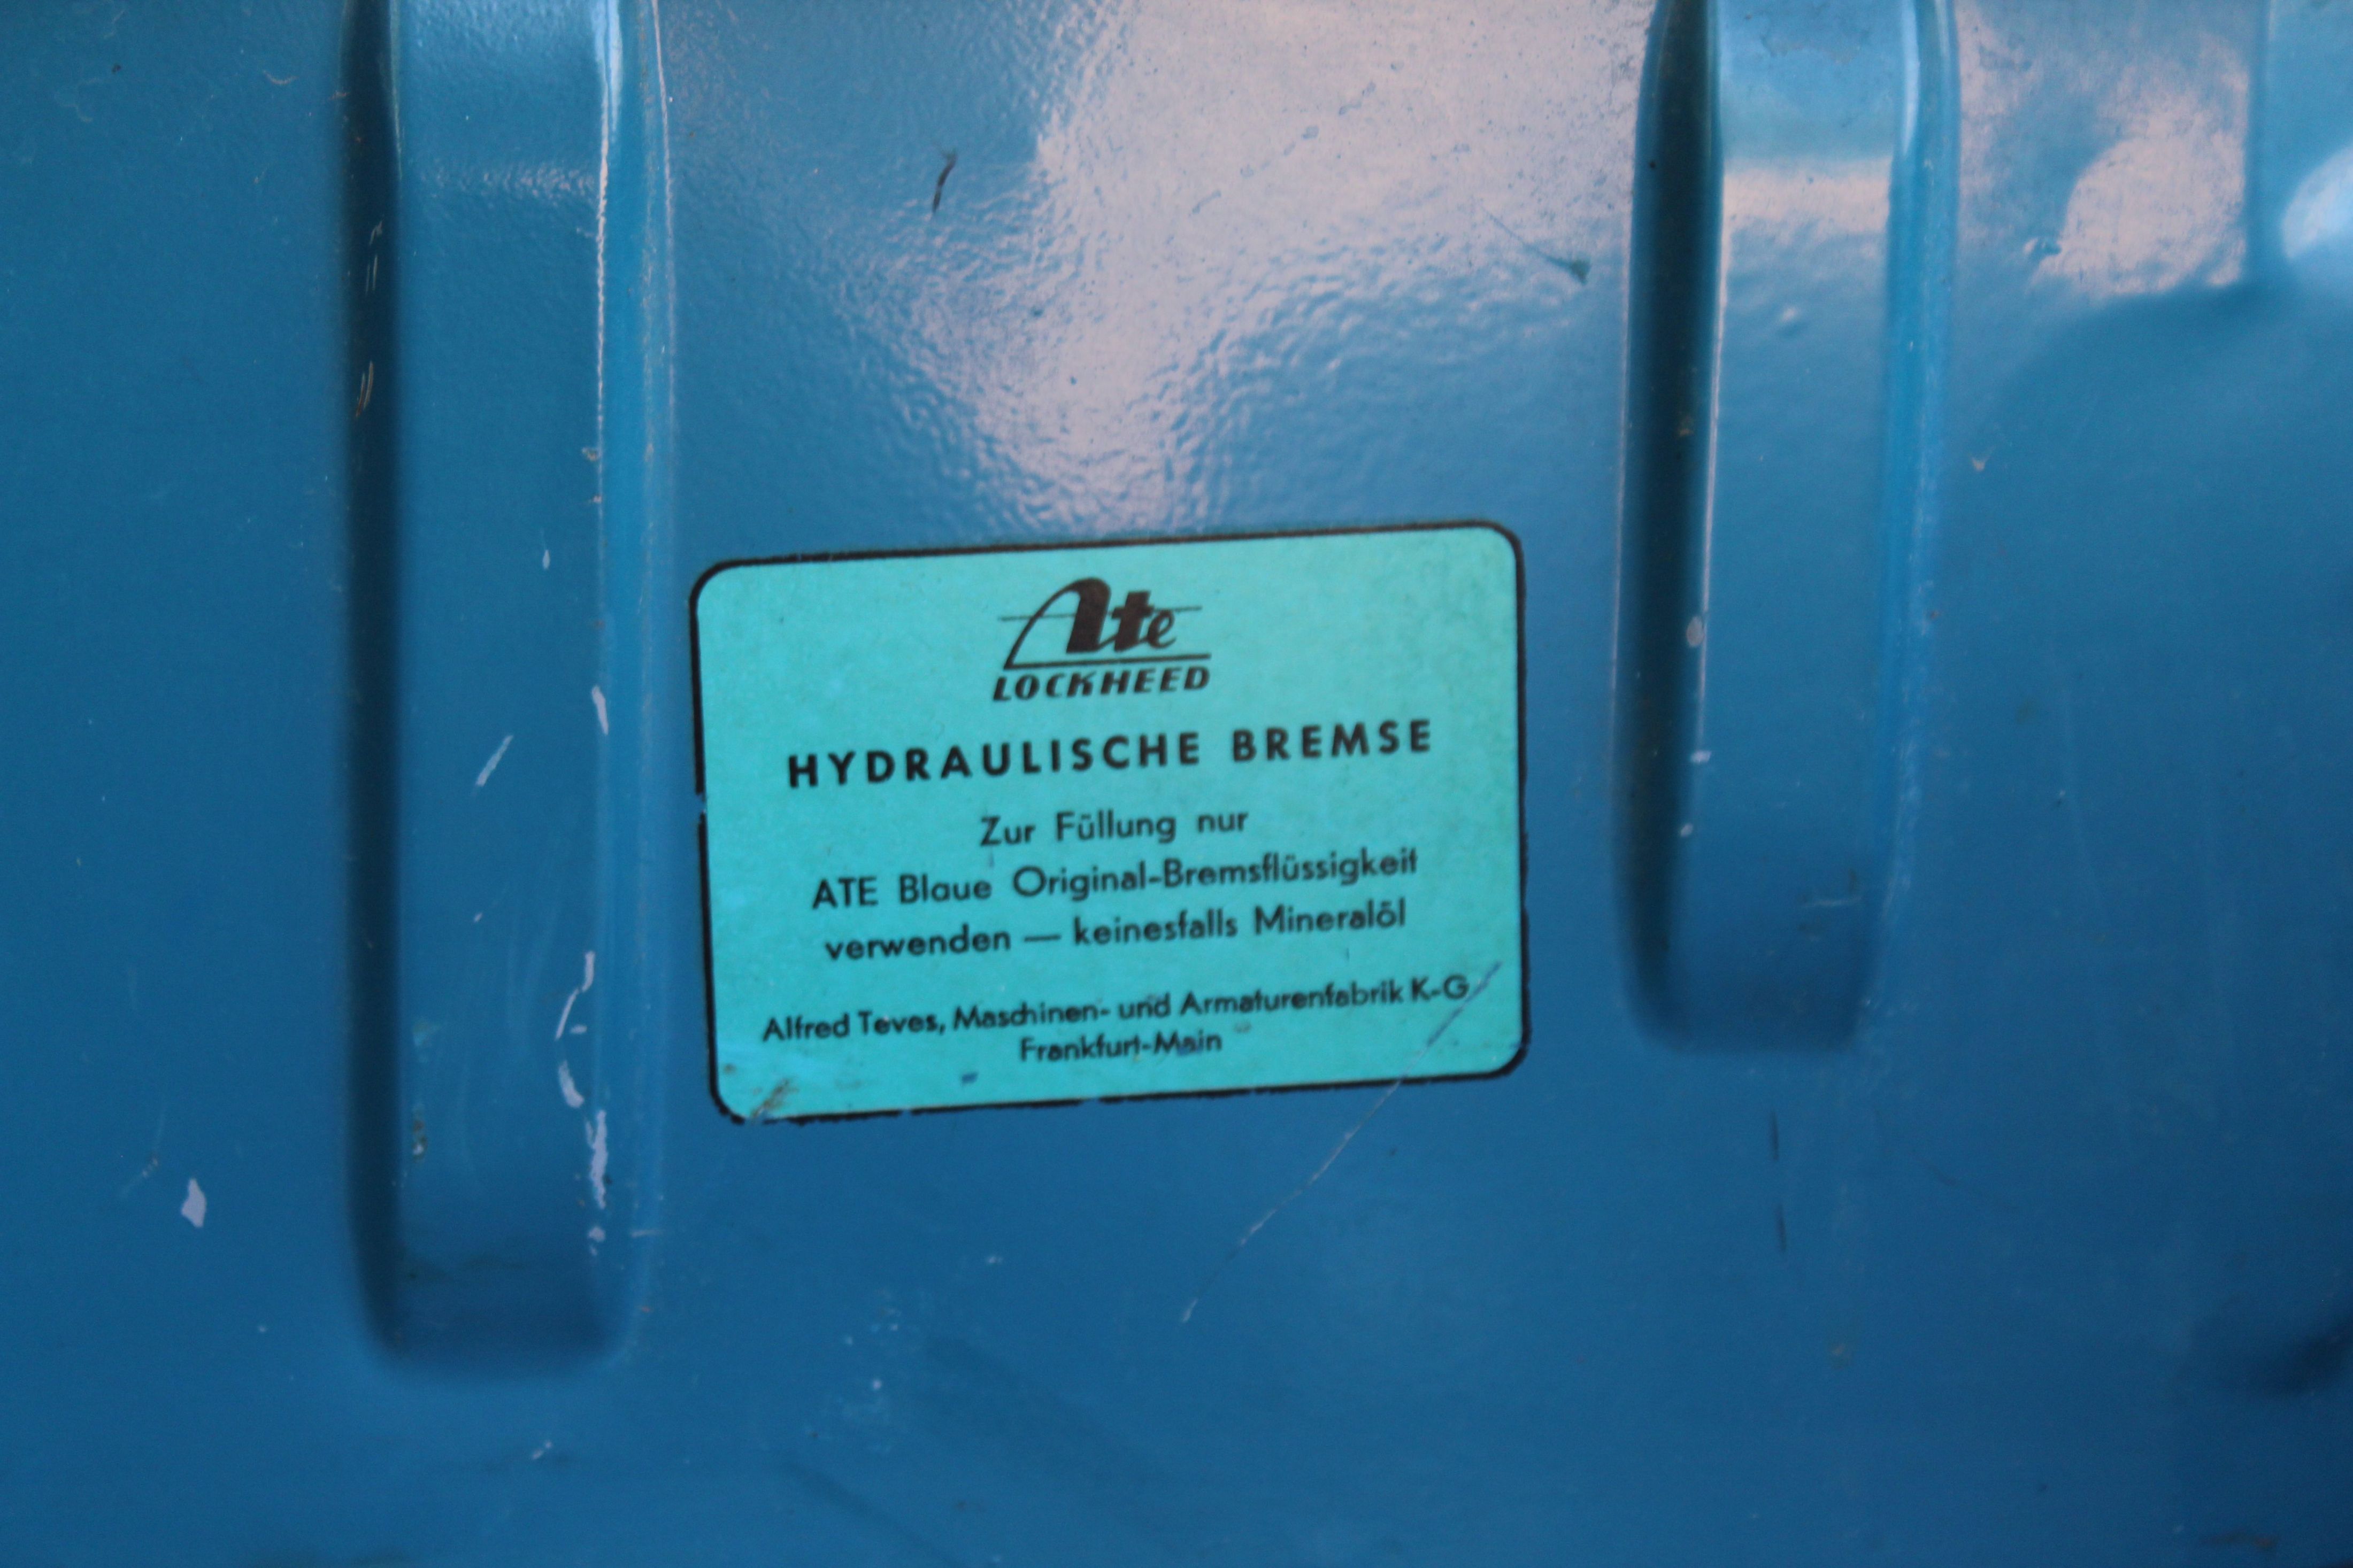 Ate
LOCKHEED
HYDRAULISCHE BREMSE
Zur Füllung nur
ATE Blaue Original-Bremsflüssigkeit
verwenden — keinesfalls Mineralöl
Alfred Teves, Maschinen- und Armaturenfabrik K-G
Frankfurt-Main